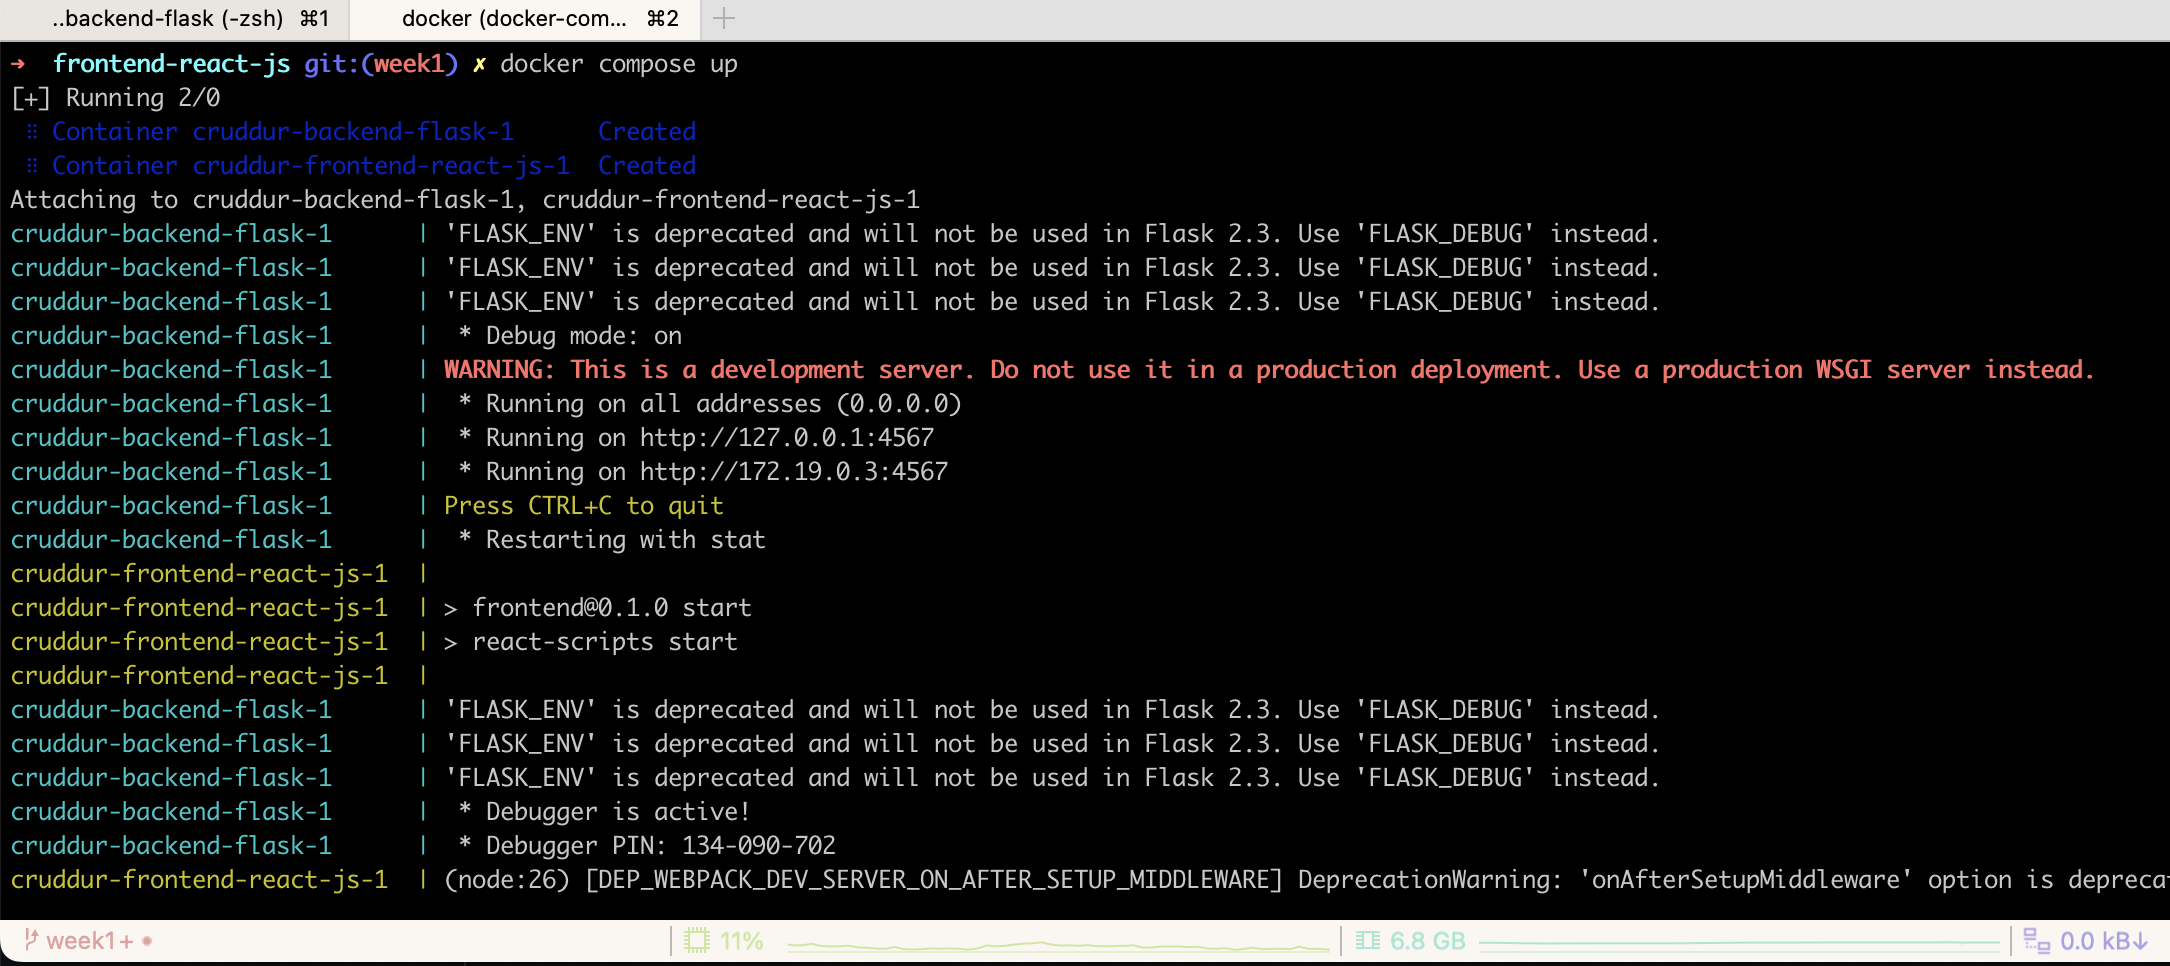 ..backend-flask (-zsh) ⌘1 docker (docker-com... ⌘2
➜ frontend-react-js git:(week1) ✗ docker compose up
[+] Running 2/0
⠿ Container cruddur-backend-flask-1 Created
⠿ Container cruddur-frontend-react-js-1 Created
Attaching to cruddur-backend-flask-1, cruddur-frontend-react-js-1
cruddur-backend-flask-1 | 'FLASK_ENV' is deprecated and will not be used in Flask 2.3. Use 'FLASK_DEBUG' instead.
cruddur-backend-flask-1 | 'FLASK_ENV' is deprecated and will not be used in Flask 2.3. Use 'FLASK_DEBUG' instead.
cruddur-backend-flask-1 | 'FLASK_ENV' is deprecated and will not be used in Flask 2.3. Use 'FLASK_DEBUG' instead.
cruddur-backend-flask-1 | * Debug mode: on
cruddur-backend-flask-1 | WARNING: This is a development server. Do not use it in a production deployment. Use a production WSGI server instead.
cruddur-backend-flask-1 | * Running on all addresses (0.0.0.0)
cruddur-backend-flask-1 | * Running on http://127.0.0.1:4567
cruddur-backend-flask-1 | * Running on http://172.19.0.3:4567
cruddur-backend-flask-1 | Press CTRL+C to quit
cruddur-backend-flask-1 | * Restarting with stat
cruddur-frontend-react-js-1 |
cruddur-frontend-react-js-1 | > frontend@0.1.0 start
cruddur-frontend-react-js-1 | > react-scripts start
cruddur-frontend-react-js-1 |
cruddur-backend-flask-1 | 'FLASK_ENV' is deprecated and will not be used in Flask 2.3. Use 'FLASK_DEBUG' instead.
cruddur-backend-flask-1 | 'FLASK_ENV' is deprecated and will not be used in Flask 2.3. Use 'FLASK_DEBUG' instead.
cruddur-backend-flask-1 | 'FLASK_ENV' is deprecated and will not be used in Flask 2.3. Use 'FLASK_DEBUG' instead.
cruddur-backend-flask-1 | * Debugger is active!
cruddur-backend-flask-1 | * Debugger PIN: 134-090-702
cruddur-frontend-react-js-1 | (node:26) [DEP_WEBPACK_DEV_SERVER_ON_AFTER_SETUP_MIDDLEWARE] DeprecationWarning: 'onAfterSetupMiddleware' option is depreca
week1+ • 11% 6.8 GB 0.0 kB↓